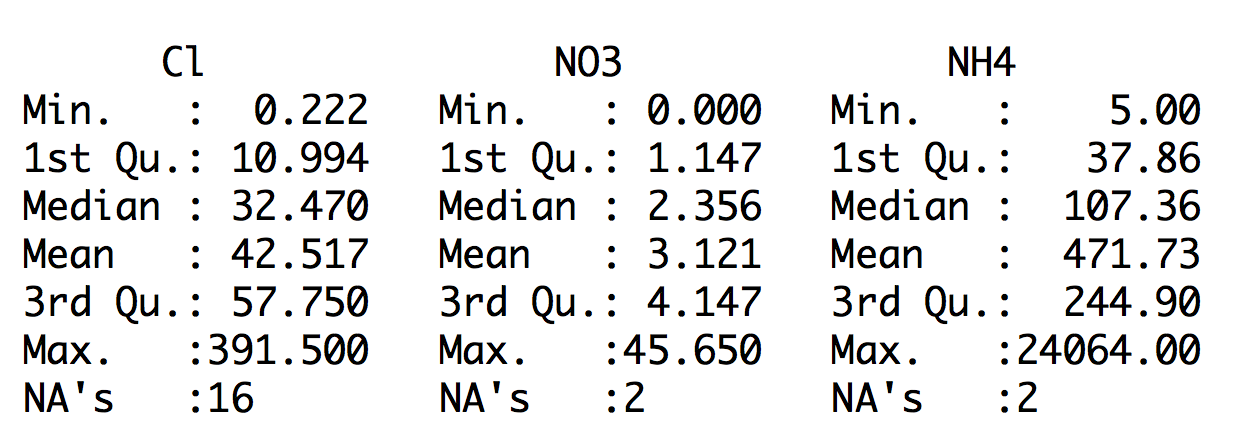 Cl               NO3              NH4
Min.   :  0.222   Min.   : 0.000   Min.   :    5.00
1st Qu.: 10.994   1st Qu.: 1.147   1st Qu.:   37.86
Median : 32.470   Median : 2.356   Median :  107.36
Mean   : 42.517   Mean   : 3.121   Mean   :  471.73
3rd Qu.: 57.750   3rd Qu.: 4.147   3rd Qu.:  244.90
Max.   :391.500   Max.   :45.650   Max.   :24064.00
NA's   :16        NA's   :2        NA's   :2